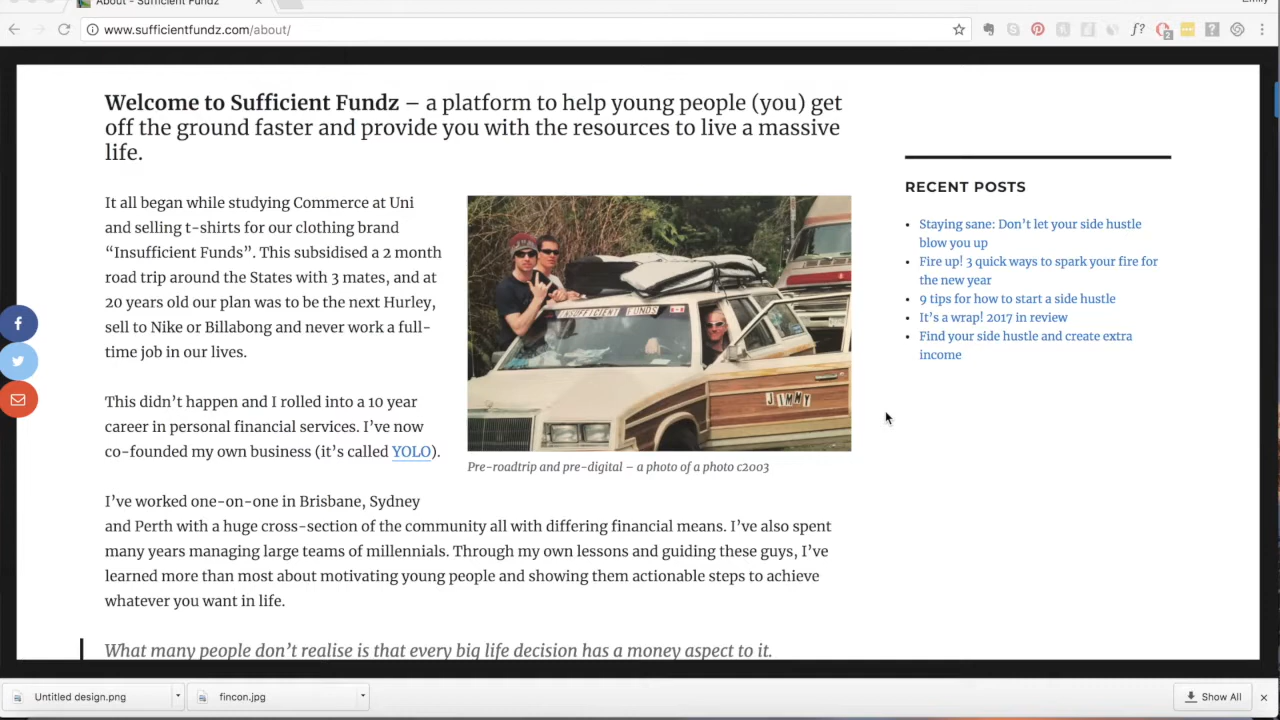 About - Sufficient Fundz
Emily
www.sufficientfundz.com/about/
f?
2
Welcome to Sufficient Fundz – a platform to help young people (you) get
off the ground faster and provide you with the resources to live a massive
life.
It all began while studying Commerce at Uni
and selling t-shirts for our clothing brand
“Insufficient Funds”. This subsidised a 2 month
road trip around the States with 3 mates, and at
20 years old our plan was to be the next Hurley,
sell to Nike or Billabong and never work a full-
time job in our lives.
This didn’t happen and I rolled into a 10 year
career in personal financial services. I’ve now
co-founded my own business (it’s called YOLO).
INSUFFICIENT FUNDS
JIMMY
Pre-roadtrip and pre-digital – a photo of a photo c2003
I’ve worked one-on-one in Brisbane, Sydney
and Perth with a huge cross-section of the community all with differing financial means. I’ve also spent
many years managing large teams of millennials. Through my own lessons and guiding these guys, I’ve
learned more than most about motivating young people and showing them actionable steps to achieve
whatever you want in life.
What many people don’t realise is that every big life decision has a money aspect to it.
RECENT POSTS
Staying sane: Don’t let your side hustle
blow you up
Fire up! 3 quick ways to spark your fire for
the new year
9 tips for how to start a side hustle
It’s a wrap! 2017 in review
Find your side hustle and create extra
income
Untitled design.png
fincon.jpg
Show All